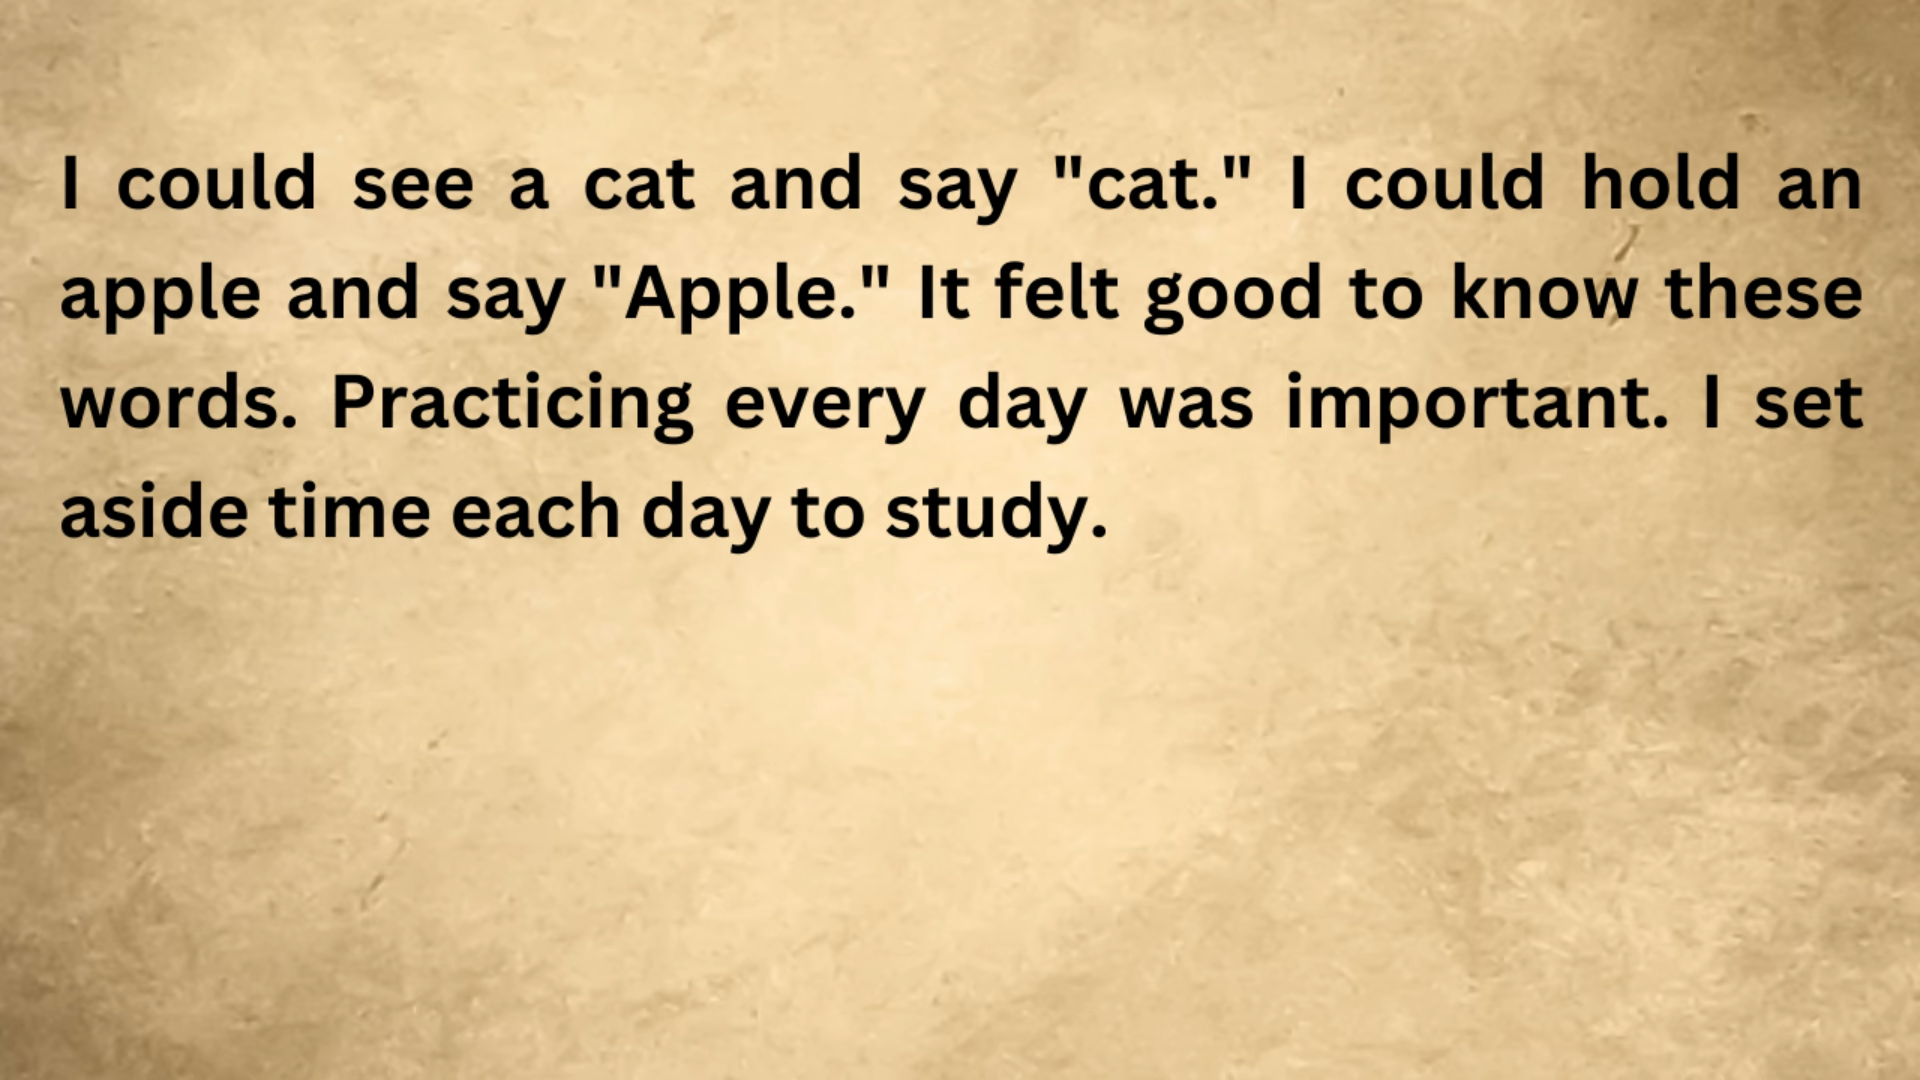 I could see a cat and say "cat." I could hold an
apple and say "Apple." It felt good to know these
words. Practicing every day was important. I set
aside time each day to study.